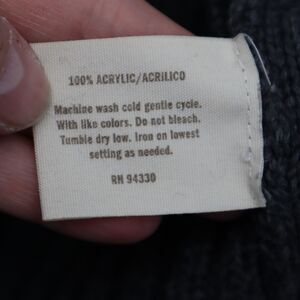 100% ACRYLIC/ACRILICO
Machine wash cold gentle cycle.
With like colors. Do not bleach.
Tumble dry low. Iron on lowest
setting as needed.
RN 94330